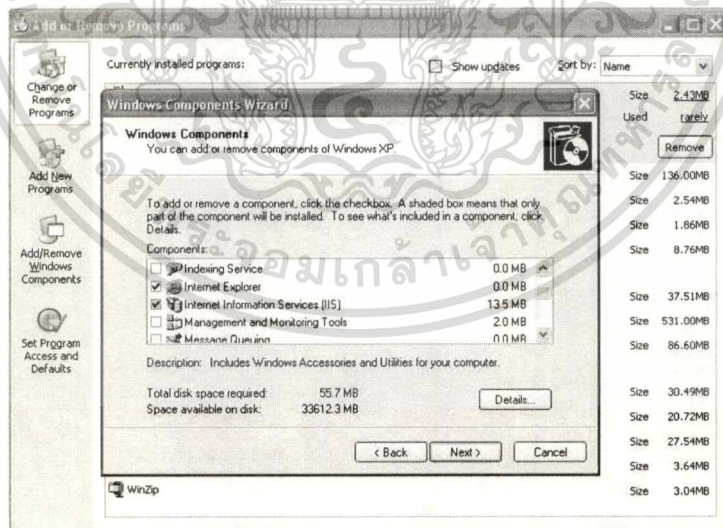 Add or Remove Programs
Currently installed programs:
Show updates
Sort by: Name
Change or
Remove
Programs
Add New
Programs
Add/Remove
Windows
Components
Set Program
Access and
Defaults
Size 2.43MB
Used rarely
Remove
Size 136.00MB
Size 2.54MB
Size 1.86MB
Size 8.76MB
Size 37.51MB
Size 531.00MB
Size 86.60MB
Size 30.49MB
Size 20.72MB
Size 27.54MB
Size 3.64MB
WinZip
Size 3.04MB
Windows Components Wizard
Windows Components
You can add or remove components of Windows XP.
To add or remove a component, click the checkbox. A shaded box means that only
part of the component will be installed. To see what's included in a component, click
Details.
Components:
Indexing Service 0.0 MB
Internet Explorer 0.0 MB
Internet Information Services (IIS) 13.5 MB
Management and Monitoring Tools 2.0 MB
Message Queuing 0.0 MB
Description: Includes Windows Accessories and Utilities for your computer.
Total disk space required: 55.7 MB
Space available on disk: 33612.3 MB
Details...
< Back
Next >
Cancel